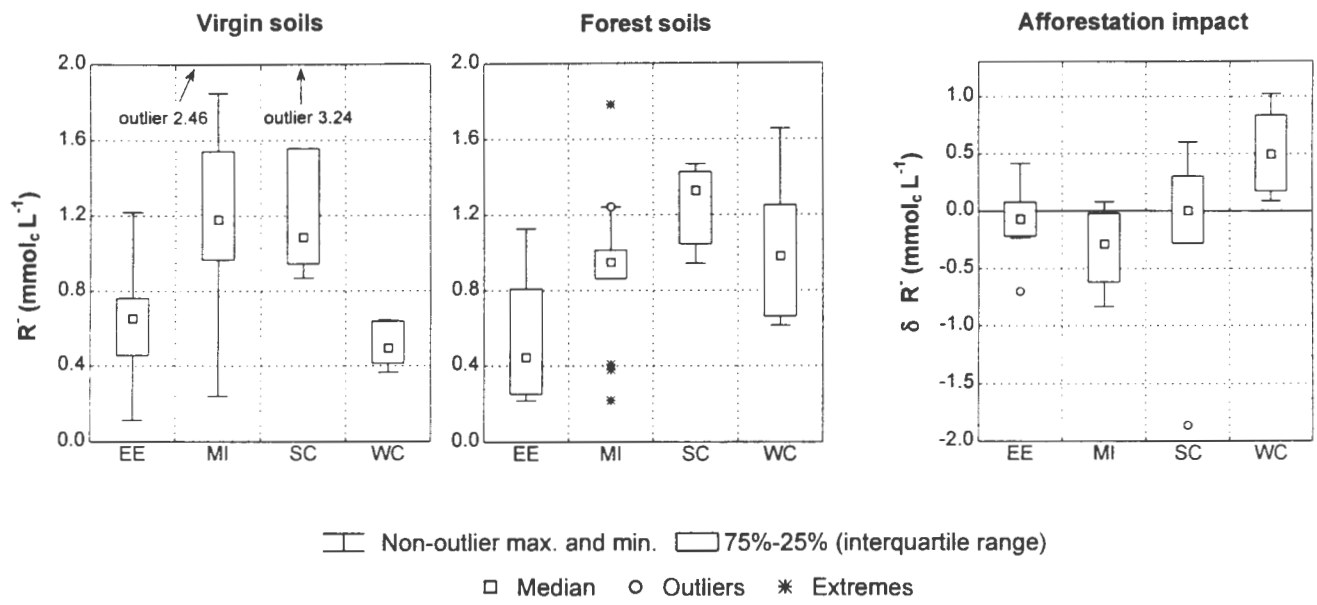 Virgin soils
Forest soils
Afforestation impact
R⁻ (mmol꜀ L⁻¹)
2.0
1.6
1.2
0.8
0.4
0.0
outlier 2.46
outlier 3.24
EE MI SC WC
2.0
1.6
1.2
0.8
0.4
0.0
EE MI SC WC
δ R⁻ (mmol꜀ L⁻¹)
1.0
0.5
0.0
-0.5
-1.0
-1.5
-2.0
EE MI SC WC
Non-outlier max. and min. 75%-25% (interquartile range)
Median Outliers Extremes